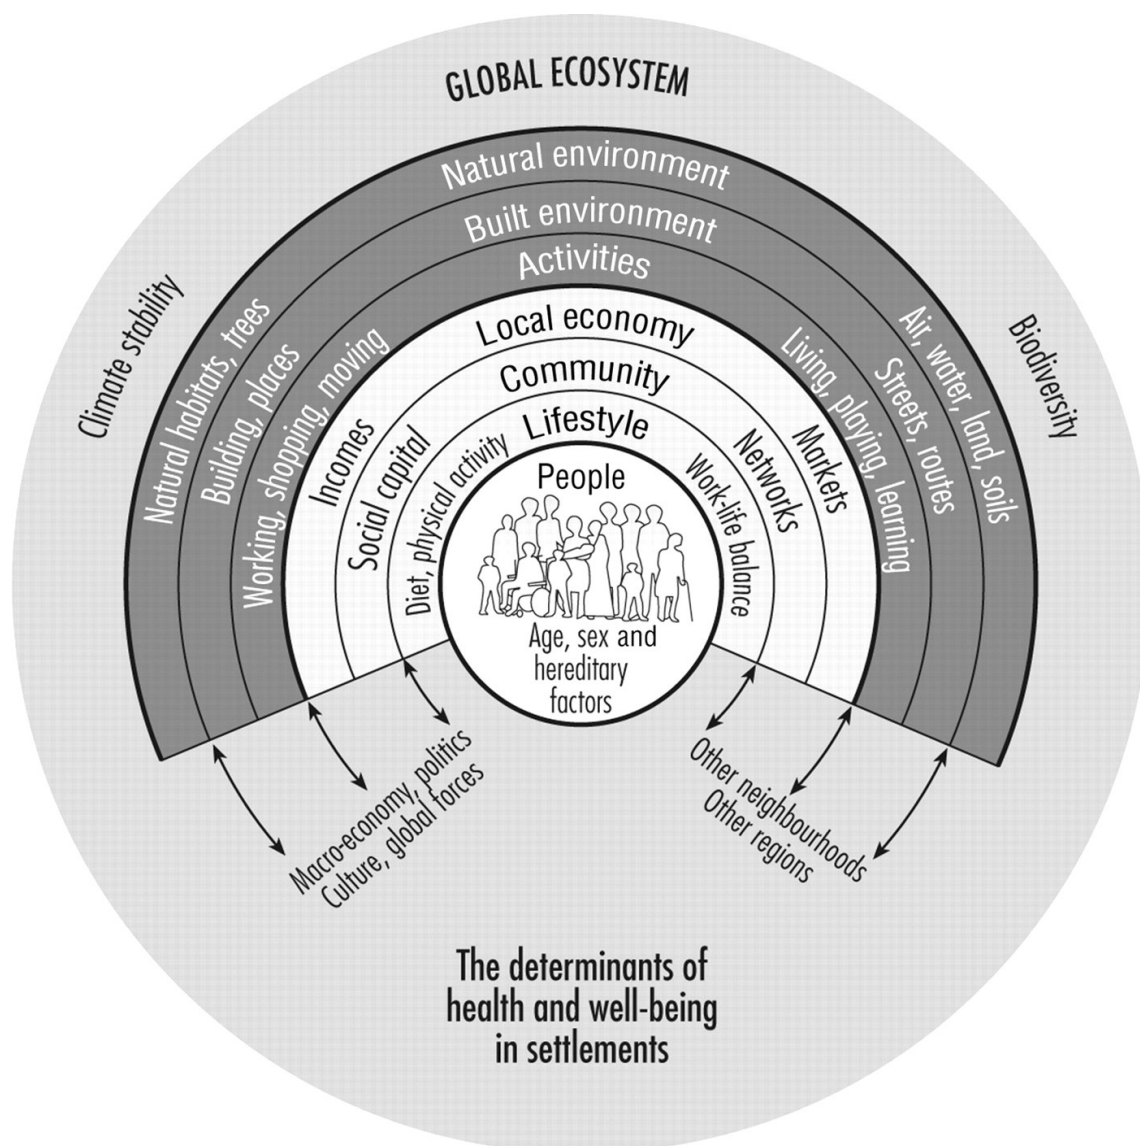 GLOBAL ECOSYSTEM
Climate stability
Biodiversity
Natural environment
Natural habitats, trees
Air, water, land, soils
Built environment
Building, places
Streets, routes
Activities
Working, shopping, moving
Living, playing, learning
Local economy
Incomes
Markets
Community
Social capital
Networks
Lifestyle
Diet, physical activity
Work-life balance
People
Age, sex and
hereditary
factors
Macro-economy, politics
Culture, global forces
Other neighbourhoods
Other regions
The determinants of
health and well-being
in settlements